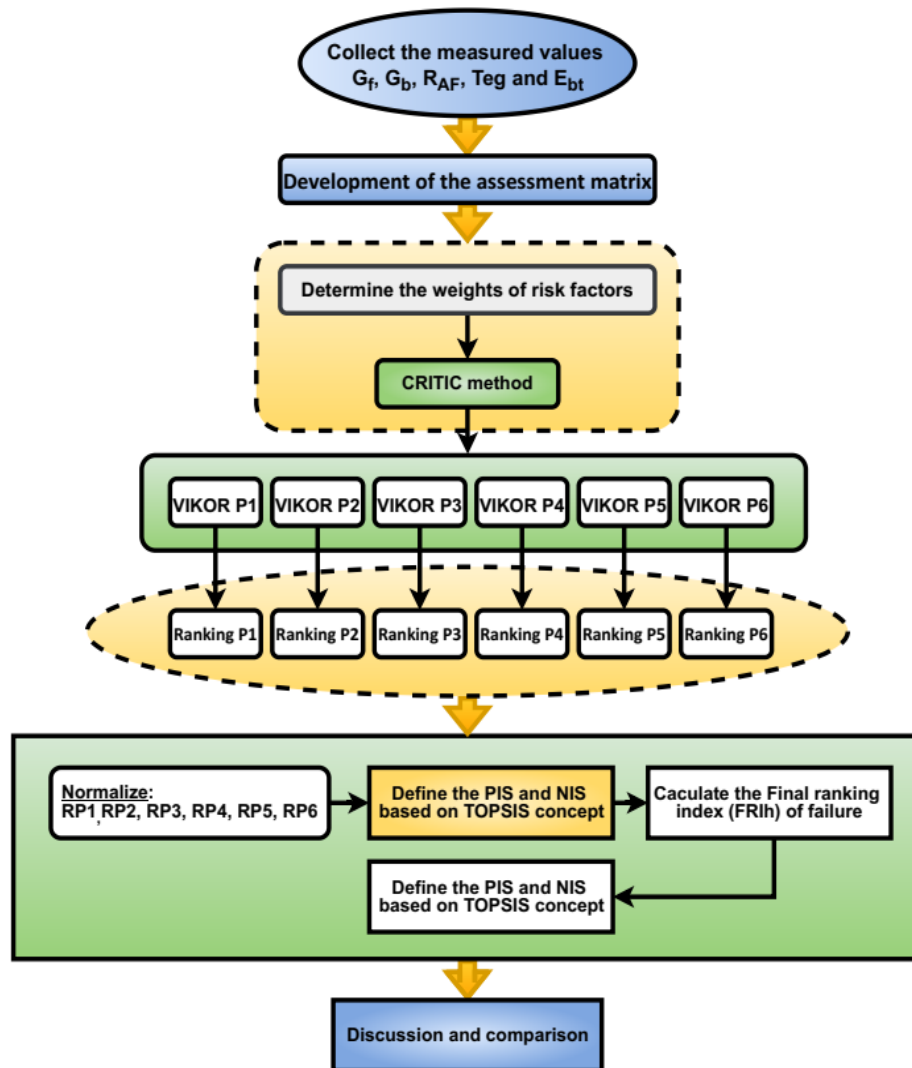 Collect the measured values
Gf, Gb, RAF, Teg and Ebt
Development of the assessment matrix
Determine the weights of risk factors
CRITIC method
VIKOR P1 VIKOR P2 VIKOR P3 VIKOR P4 VIKOR P5 VIKOR P6
Ranking P1 Ranking P2 Ranking P3 Ranking P4 Ranking P5 Ranking P6
Normalize:
RP1, RP2, RP3, RP4, RP5, RP6
Define the PIS and NIS
based on TOPSIS concept
Caculate the Final ranking
index (FRIh) of failure
Define the PIS and NIS
based on TOPSIS concept
Discussion and comparison